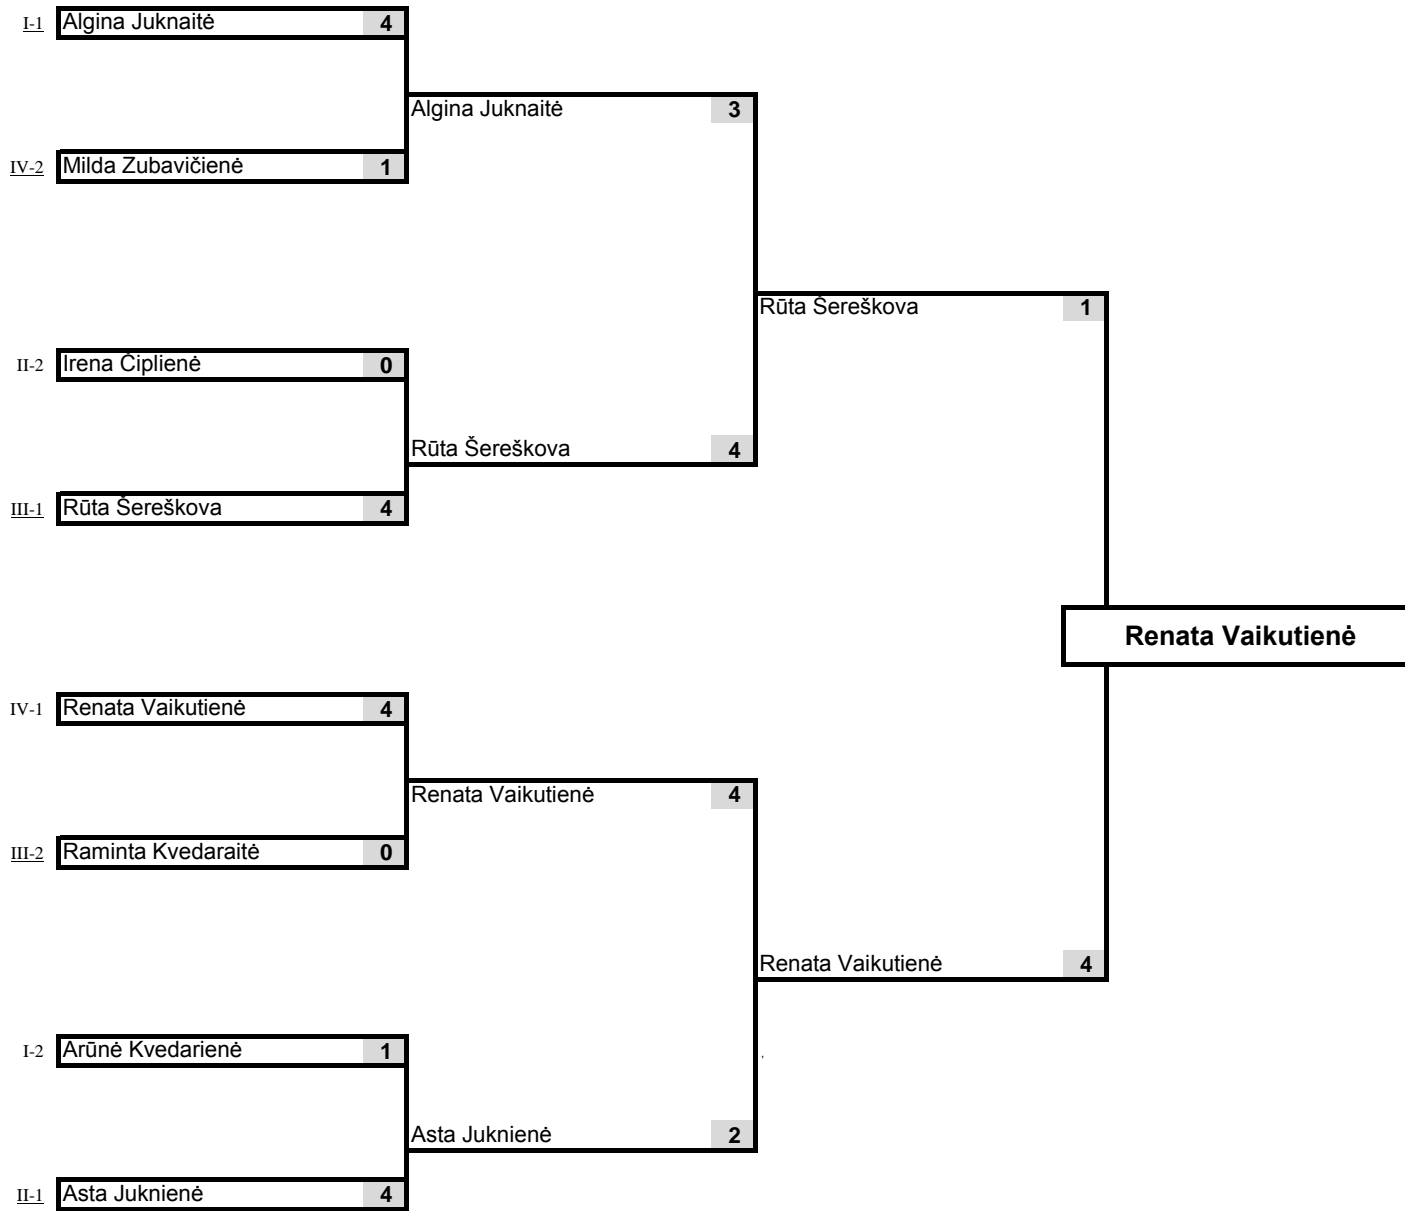 I-1 Algina Juknaitė 4
Algina Juknaitė 3
IV-2 Milda Zubavičienė 1
Rūta Šereškova 1
II-2 Irena Čiplienė 0
Rūta Šereškova 4
III-1 Rūta Šereškova 4
Renata Vaikutienė
IV-1 Renata Vaikutienė 4
Renata Vaikutienė 4
III-2 Raminta Kvedaraitė 0
Renata Vaikutienė 4
I-2 Arūnė Kvedarienė 1
,
Asta Juknienė 2
II-1 Asta Juknienė 4